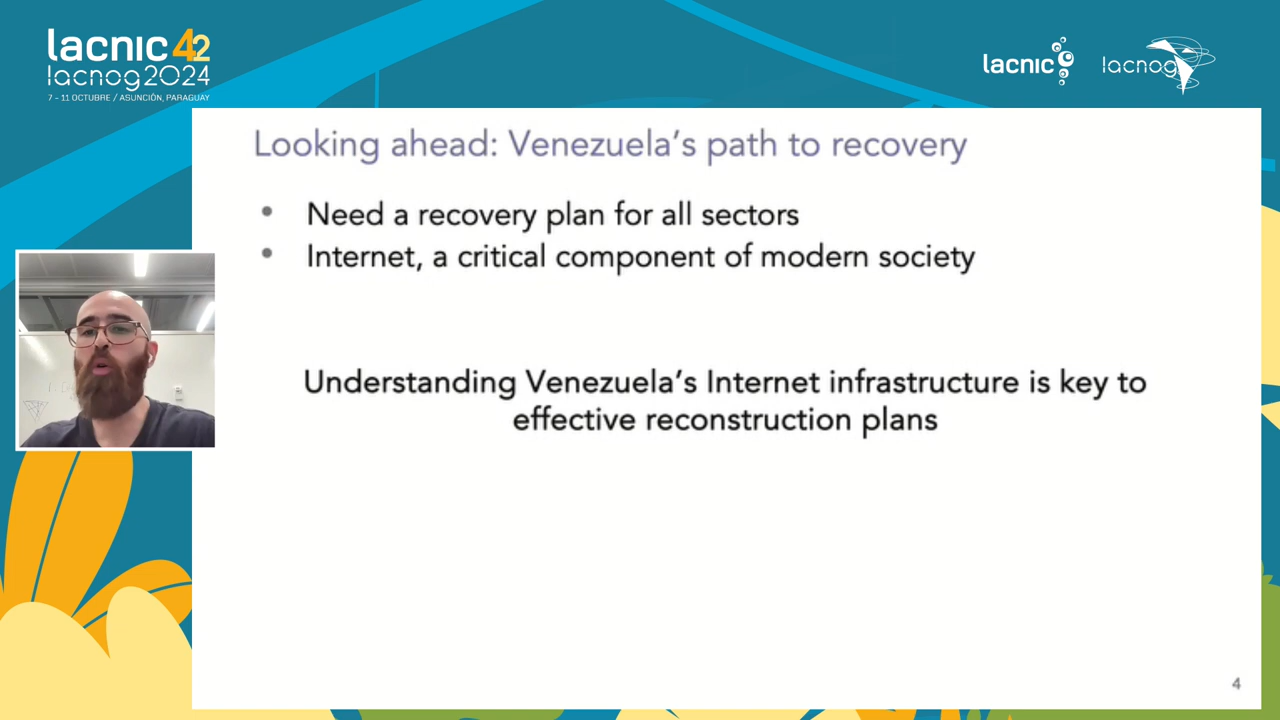 lacnic 42
lacnog 2024
7 - 11 OCTUBRE / ASUNCIÓN, PARAGUAY
lacnic
lacnog
Looking ahead: Venezuela's path to recovery
• Need a recovery plan for all sectors
• Internet, a critical component of modern society
Understanding Venezuela's Internet infrastructure is key to
effective reconstruction plans
4